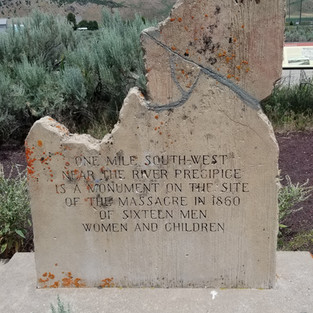 ONE MILE SOUTH-WEST
NEAR THE RIVER PRECIPICE
IS A MONUMENT ON THE SITE
OF THE MASSACRE IN 1860
OF SIXTEEN MEN
WOMEN AND CHILDREN